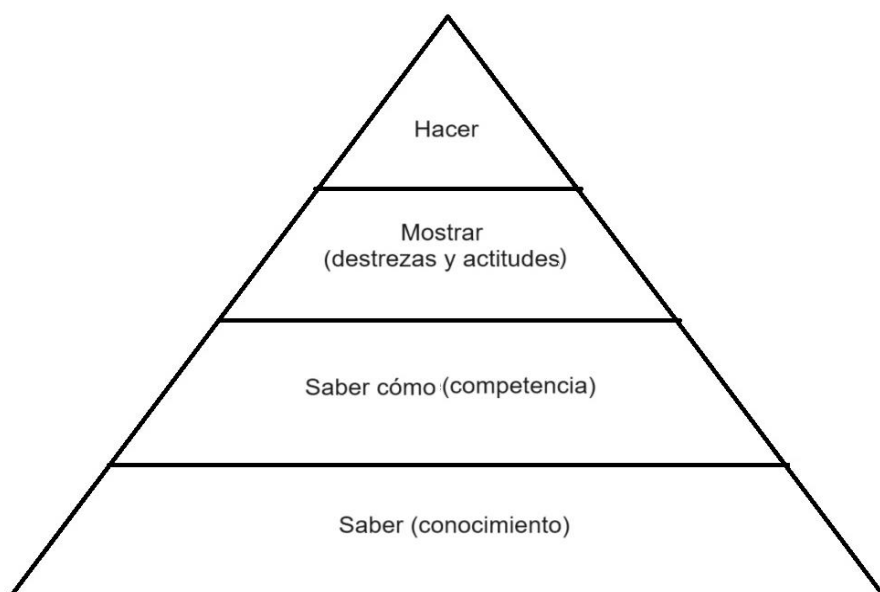 Hacer
Mostrar
(destrezas y actitudes)
Saber cómo (competencia)
Saber (conocimiento)